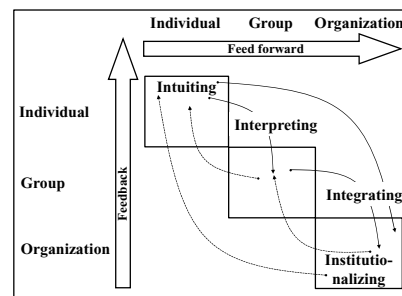 Individual Group Organization
Feed forward
Intuiting
Individual
Interpreting
Group
Feedback
Integrating
Organization
Institutio-
nalizing